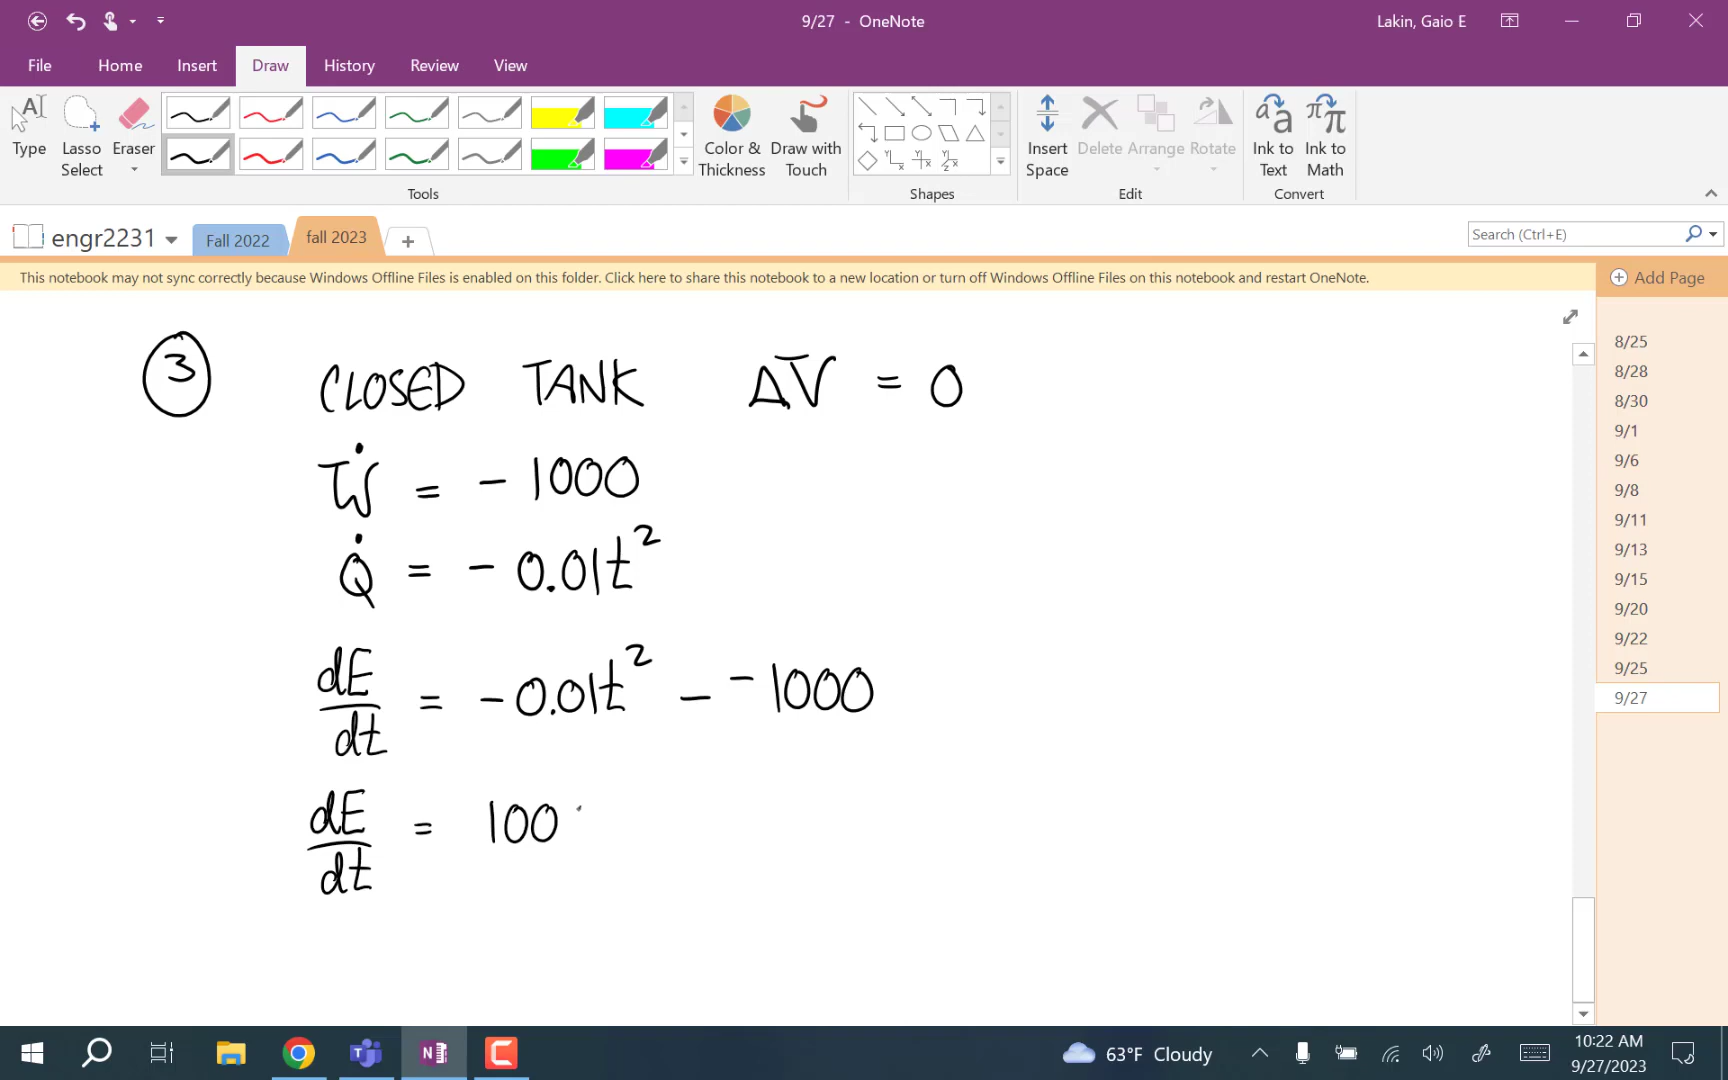 9/27 - OneNote
Lakin, Gaio E
File Home Insert Draw History Review View
Type
Lasso Select
Eraser
Color & Thickness
Draw with Touch
Insert Space
Delete Arrange Rotate
Ink to Text
Ink to Math
Tools Shapes Edit Convert
engr2231 Fall 2022 fall 2023
Search (Ctrl+E)
This notebook may not sync correctly because Windows Offline Files is enabled on this folder. Click here to share this notebook to a new location or turn off Windows Offline Files on this notebook and restart OneNote.
Add Page
8/25
8/28
8/30
9/1
9/6
9/8
9/11
9/13
9/15
9/20
9/22
9/25
9/27
3 CLOSED TANK ΔV = 0
Ẇ = - 1000
Q̇ = - 0.01t²
dE/dt = -0.01t² - -1000
dE/dt = 100
63°F Cloudy
10:22 AM
9/27/2023